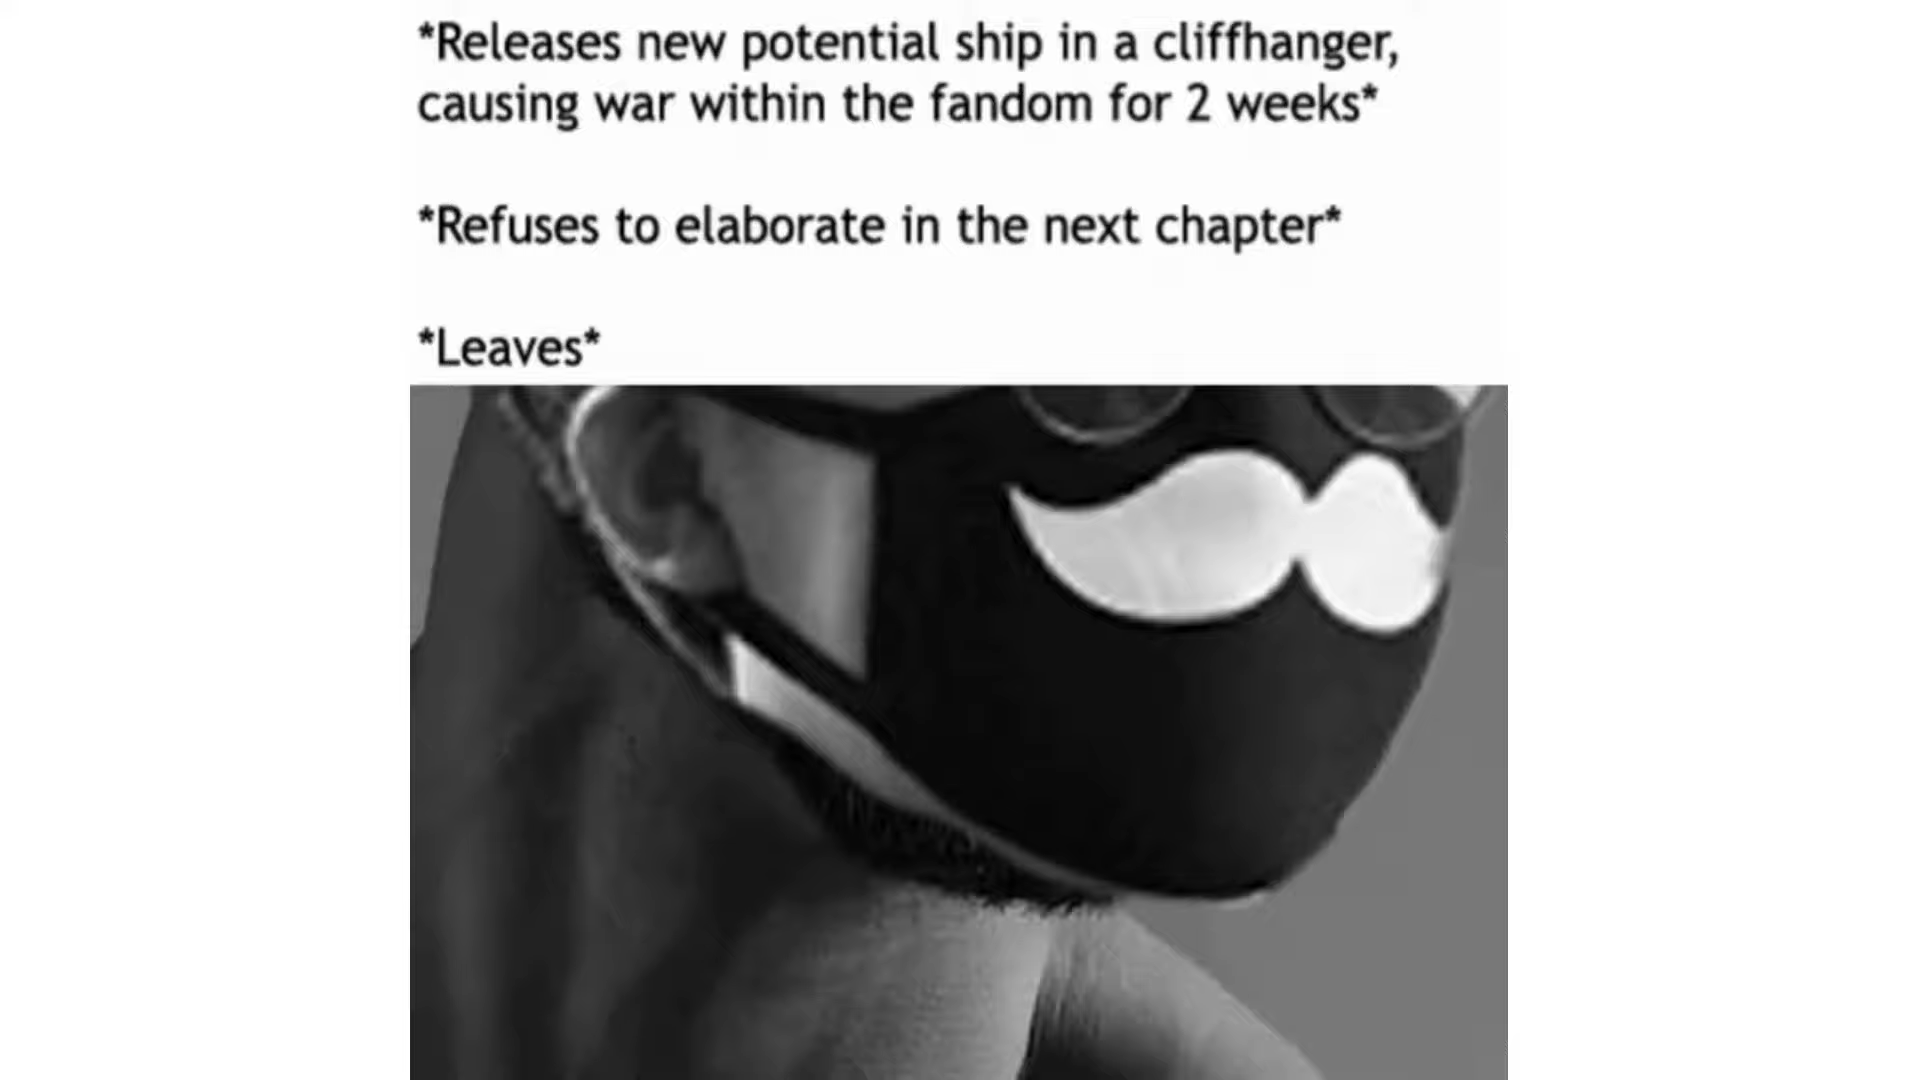 *Releases new potential ship in a cliffhanger,
causing war within the fandom for 2 weeks*
*Refuses to elaborate in the next chapter*
*Leaves*